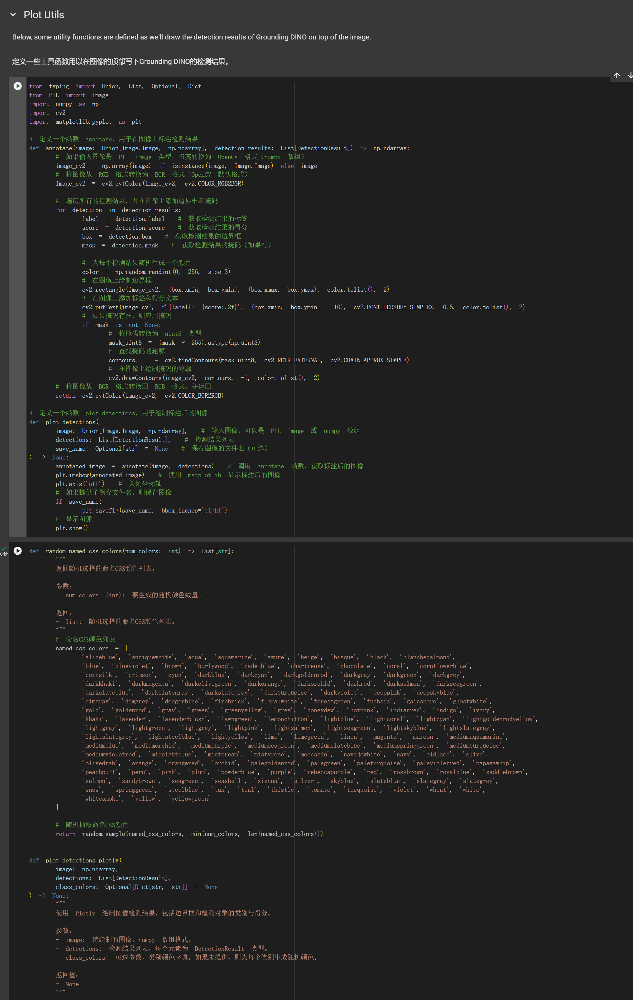 Plot Utils
Below, some utility functions are defined as we'll draw the detection results of Grounding DINO on top of the image.
定义一些工具函数用以在图像的顶部写下Grounding DINO的检测结果。
from typing import Union, List, Optional, Dict
from PIL import Image
import numpy as np
import cv2
import matplotlib.pyplot as plt
# 定义一个函数 annotate，用于在图像上标注检测结果
def annotate(image: Union[Image.Image, np.ndarray], detection_results: List[DetectionResult]) -> np.ndarray:
# 如果输入图像是 PIL Image 类型，将其转换为 OpenCV 格式（numpy 数组）
image_cv2 = np.array(image) if isinstance(image, Image.Image) else image
# 将图像从 RGB 格式转换为 BGR 格式（OpenCV 默认格式）
image_cv2 = cv2.cvtColor(image_cv2, cv2.COLOR_RGB2BGR)
# 遍历所有的检测结果，并在图像上添加边界框和掩码
for detection in detection_results:
label = detection.label # 获取检测结果的标签
score = detection.score # 获取检测结果的得分
box = detection.box # 获取检测结果的边界框
mask = detection.mask # 获取检测结果的掩码（如果有）
# 为每个检测结果随机生成一个颜色
color = np.random.randint(0, 256, size=3)
# 在图像上绘制边界框
cv2.rectangle(image_cv2, (box.xmin, box.ymin), (box.xmax, box.ymax), color.tolist(), 2)
# 在图像上添加标签和得分文本
cv2.putText(image_cv2, f'{label}: {score:.2f}', (box.xmin, box.ymin - 10), cv2.FONT_HERSHEY_SIMPLEX, 0.5, color.tolist(), 2)
# 如果掩码存在，则应用掩码
if mask is not None:
# 将掩码转换为 uint8 类型
mask_uint8 = (mask * 255).astype(np.uint8)
# 查找掩码的轮廓
contours, _ = cv2.findContours(mask_uint8, cv2.RETR_EXTERNAL, cv2.CHAIN_APPROX_SIMPLE)
# 在图像上绘制掩码的轮廓
cv2.drawContours(image_cv2, contours, -1, color.tolist(), 2)
# 将图像从 BGR 格式转换回 RGB 格式，并返回
return cv2.cvtColor(image_cv2, cv2.COLOR_BGR2RGB)
# 定义一个函数 plot_detections，用于绘制标注后的图像
def plot_detections(
image: Union[Image.Image, np.ndarray], # 输入图像，可以是 PIL Image 或 numpy 数组
detections: List[DetectionResult], # 检测结果列表
save_name: Optional[str] = None # 保存图像的文件名（可选）
) -> None:
annotated_image = annotate(image, detections) # 调用 annotate 函数，获取标注后的图像
plt.imshow(annotated_image) # 使用 matplotlib 显示标注后的图像
plt.axis('off') # 关闭坐标轴
# 如果提供了保存文件名，则保存图像
if save_name:
plt.savefig(save_name, bbox_inches='tight')
# 显示图像
plt.show()
0秒
def random_named_css_colors(num_colors: int) -> List[str]:
"""
返回随机选择的命名CSS颜色列表。
参数：
- num_colors (int): 要生成的随机颜色数量。
返回：
- list: 随机选择的命名CSS颜色列表。
"""
# 命名CSS颜色列表
named_css_colors = [
'aliceblue', 'antiquewhite', 'aqua', 'aquamarine', 'azure', 'beige', 'bisque', 'black', 'blanchedalmond',
'blue', 'blueviolet', 'brown', 'burlywood', 'cadetblue', 'chartreuse', 'chocolate', 'coral', 'cornflowerblue',
'cornsilk', 'crimson', 'cyan', 'darkblue', 'darkcyan', 'darkgoldenrod', 'darkgray', 'darkgreen', 'darkgrey',
'darkkhaki', 'darkmagenta', 'darkolivegreen', 'darkorange', 'darkorchid', 'darkred', 'darksalmon', 'darkseagreen',
'darkslateblue', 'darkslategray', 'darkslategrey', 'darkturquoise', 'darkviolet', 'deeppink', 'deepskyblue',
'dimgray', 'dimgrey', 'dodgerblue', 'firebrick', 'floralwhite', 'forestgreen', 'fuchsia', 'gainsboro', 'ghostwhite',
'gold', 'goldenrod', 'gray', 'green', 'greenyellow', 'grey', 'honeydew', 'hotpink', 'indianred', 'indigo', 'ivory',
'khaki', 'lavender', 'lavenderblush', 'lawngreen', 'lemonchiffon', 'lightblue', 'lightcoral', 'lightcyan', 'lightgoldenrodyellow',
'lightgray', 'lightgreen', 'lightgrey', 'lightpink', 'lightsalmon', 'lightseagreen', 'lightskyblue', 'lightslategray',
'lightslategrey', 'lightsteelblue', 'lightyellow', 'lime', 'limegreen', 'linen', 'magenta', 'maroon', 'mediumaquamarine',
'mediumblue', 'mediumorchid', 'mediumpurple', 'mediumseagreen', 'mediumslateblue', 'mediumspringgreen', 'mediumturquoise',
'mediumvioletred', 'midnightblue', 'mintcream', 'mistyrose', 'moccasin', 'navajowhite', 'navy', 'oldlace', 'olive',
'olivedrab', 'orange', 'orangered', 'orchid', 'palegoldenrod', 'palegreen', 'paleturquoise', 'palevioletred', 'papayawhip',
'peachpuff', 'peru', 'pink', 'plum', 'powderblue', 'purple', 'rebeccapurple', 'red', 'rosybrown', 'royalblue', 'saddlebrown',
'salmon', 'sandybrown', 'seagreen', 'seashell', 'sienna', 'silver', 'skyblue', 'slateblue', 'slategray', 'slategrey',
'snow', 'springgreen', 'steelblue', 'tan', 'teal', 'thistle', 'tomato', 'turquoise', 'violet', 'wheat', 'white',
'whitesmoke', 'yellow', 'yellowgreen'
]
# 随机抽取命名CSS颜色
return random.sample(named_css_colors, min(num_colors, len(named_css_colors)))
def plot_detections_plotly(
image: np.ndarray,
detections: List[DetectionResult],
class_colors: Optional[Dict[str, str]] = None
) -> None:
"""
使用 Plotly 绘制图像检测结果，包括边界框和检测对象的类别与得分。
参数：
- image: 待绘制的图像，numpy 数组格式。
- detections: 检测结果列表，每个元素为 DetectionResult 类型。
- class_colors: 可选参数，类别颜色字典。如果未提供，则为每个类别生成随机颜色。
返回值：
- None
"""